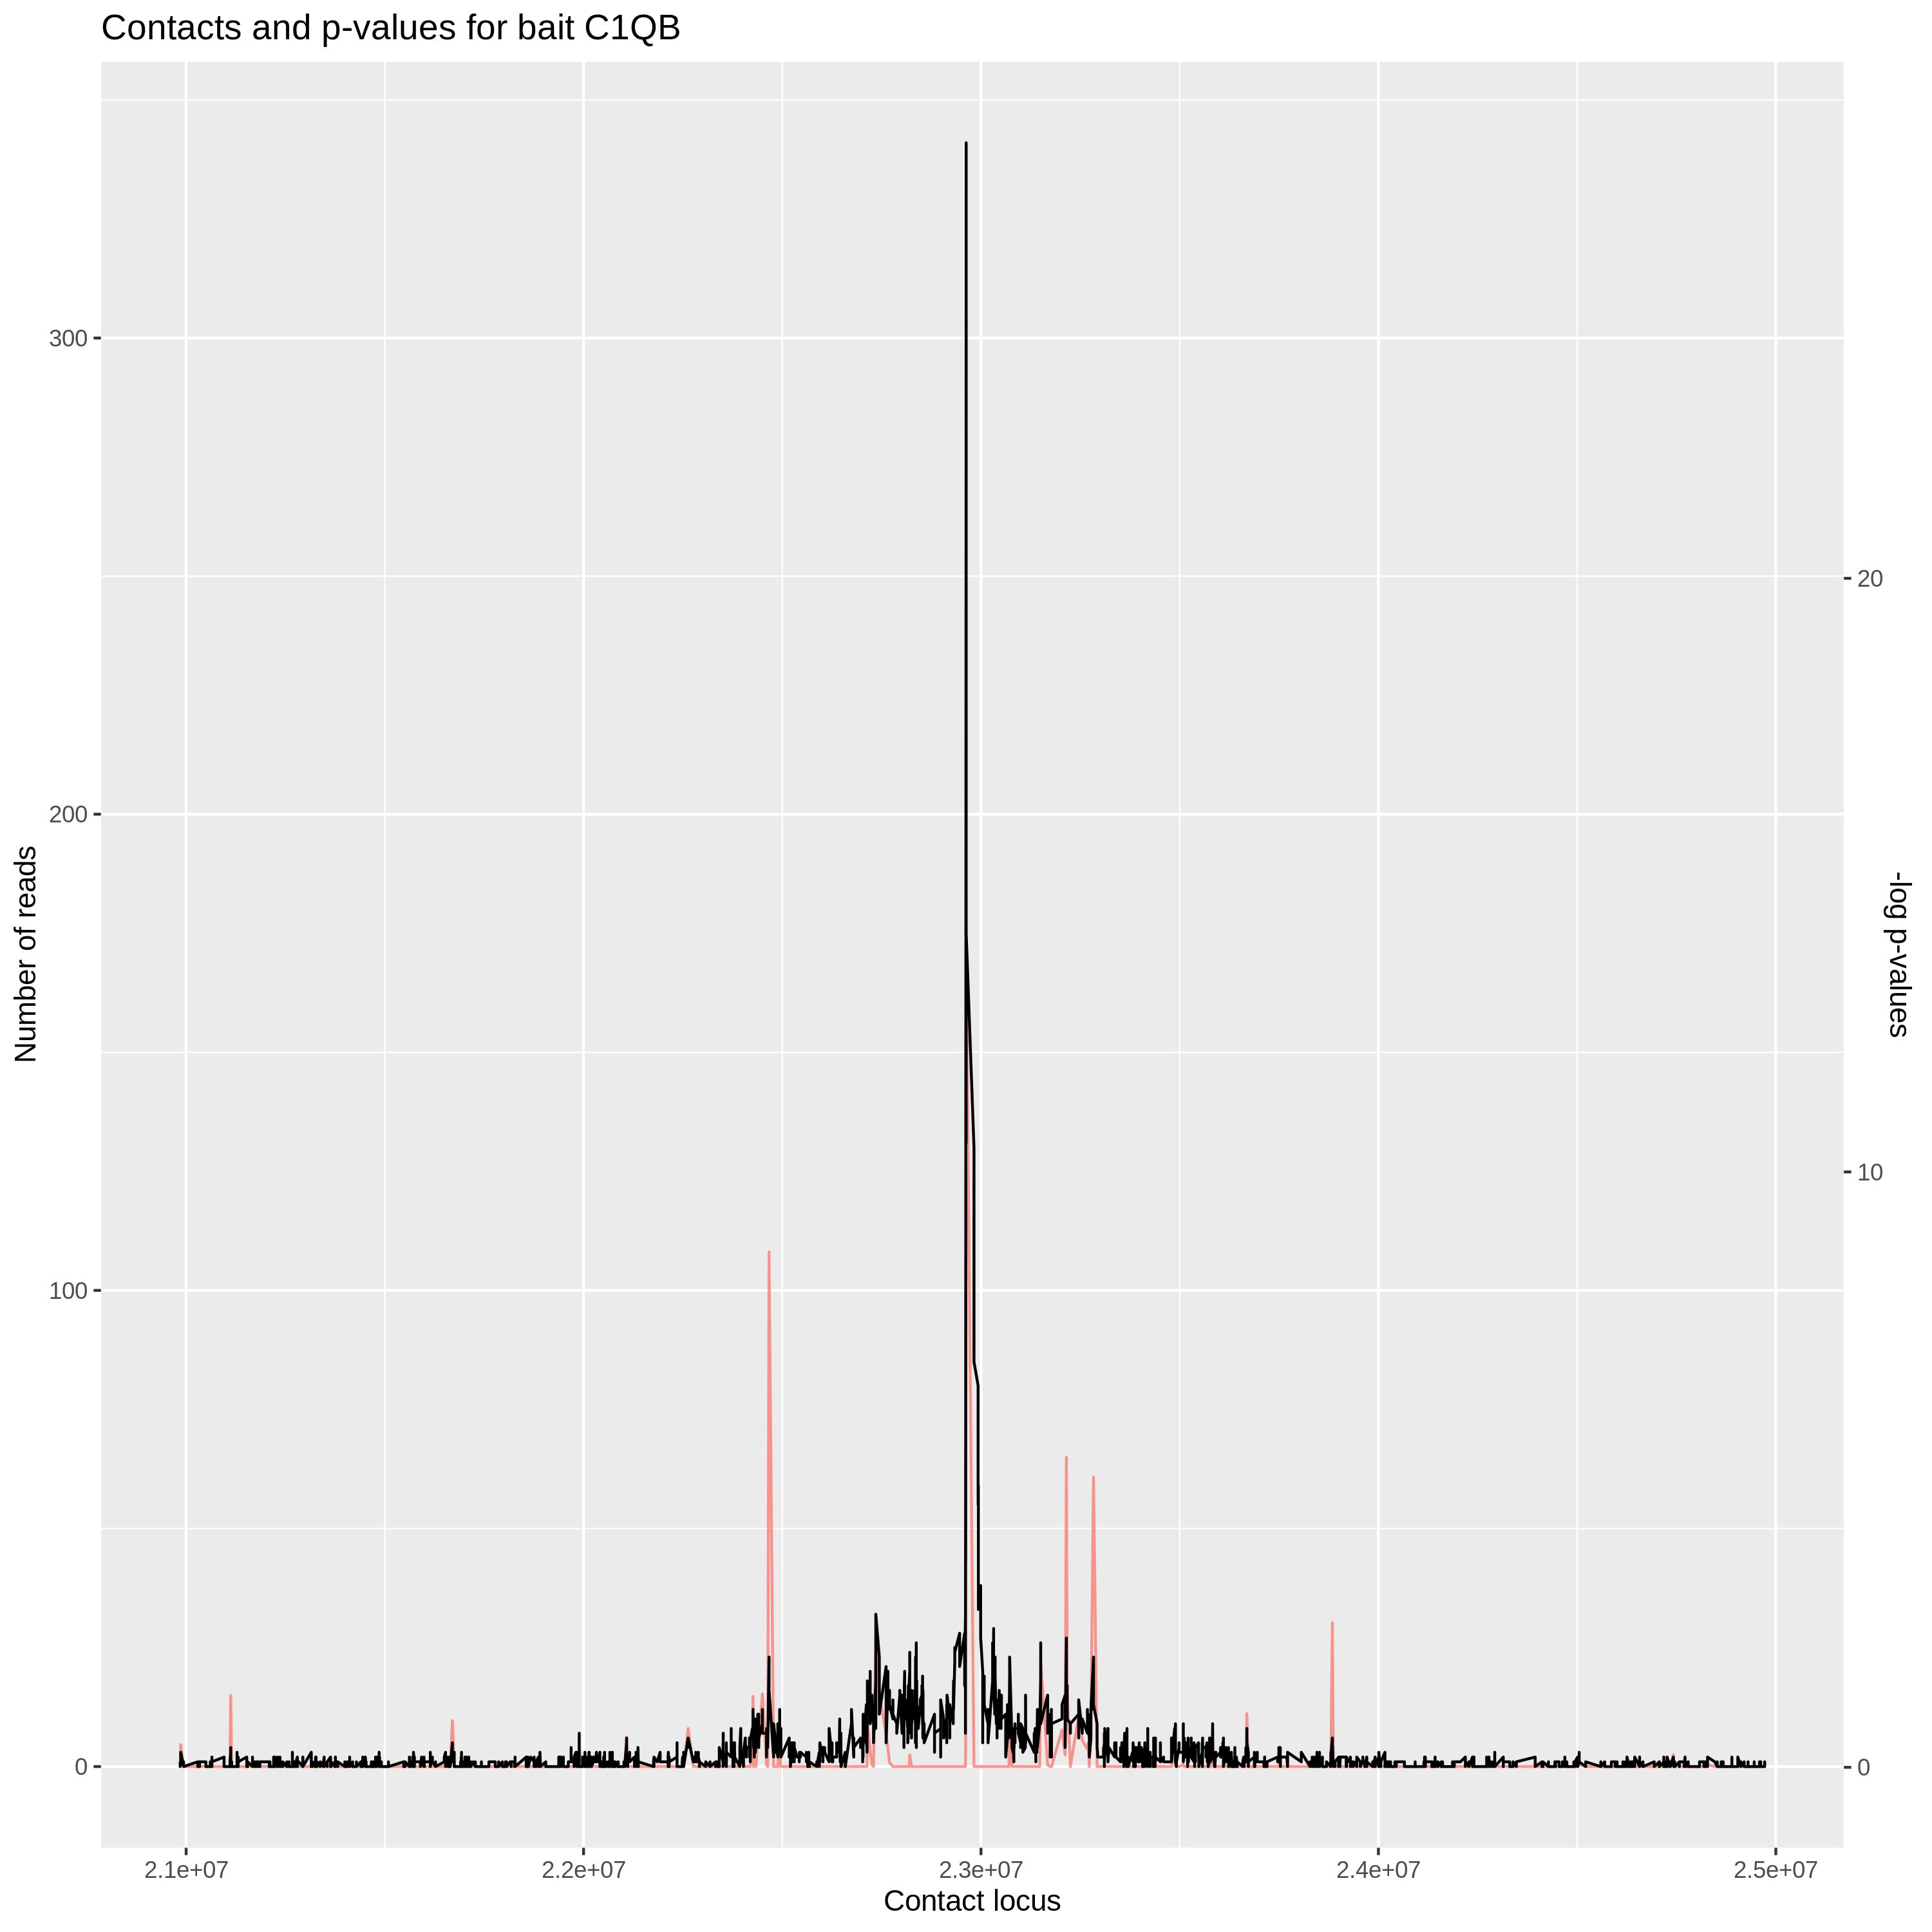 Contacts and p-values for bait C1QB
300
200
100
0
Number of reads
20
10
0
-log p-values
2.1e+07
2.2e+07
2.3e+07
2.4e+07
2.5e+07
Contact locus